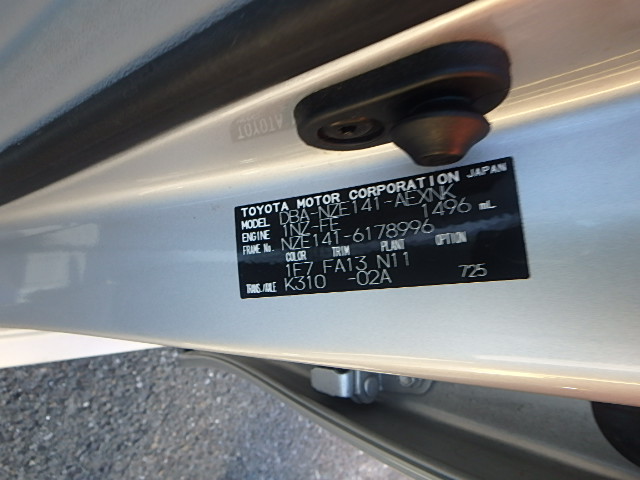 TOYOTA MOTOR CORPORATION JAPAN
MODEL DBA-NZE141-AEXNK
ENGINE 1NZ-FE 1496 mL
FRAME No. NZE141-6178996
COLOR TRIM PLANT OPTION
1F7 FA13 N11
TRANS./AXLE K310 -02A 725